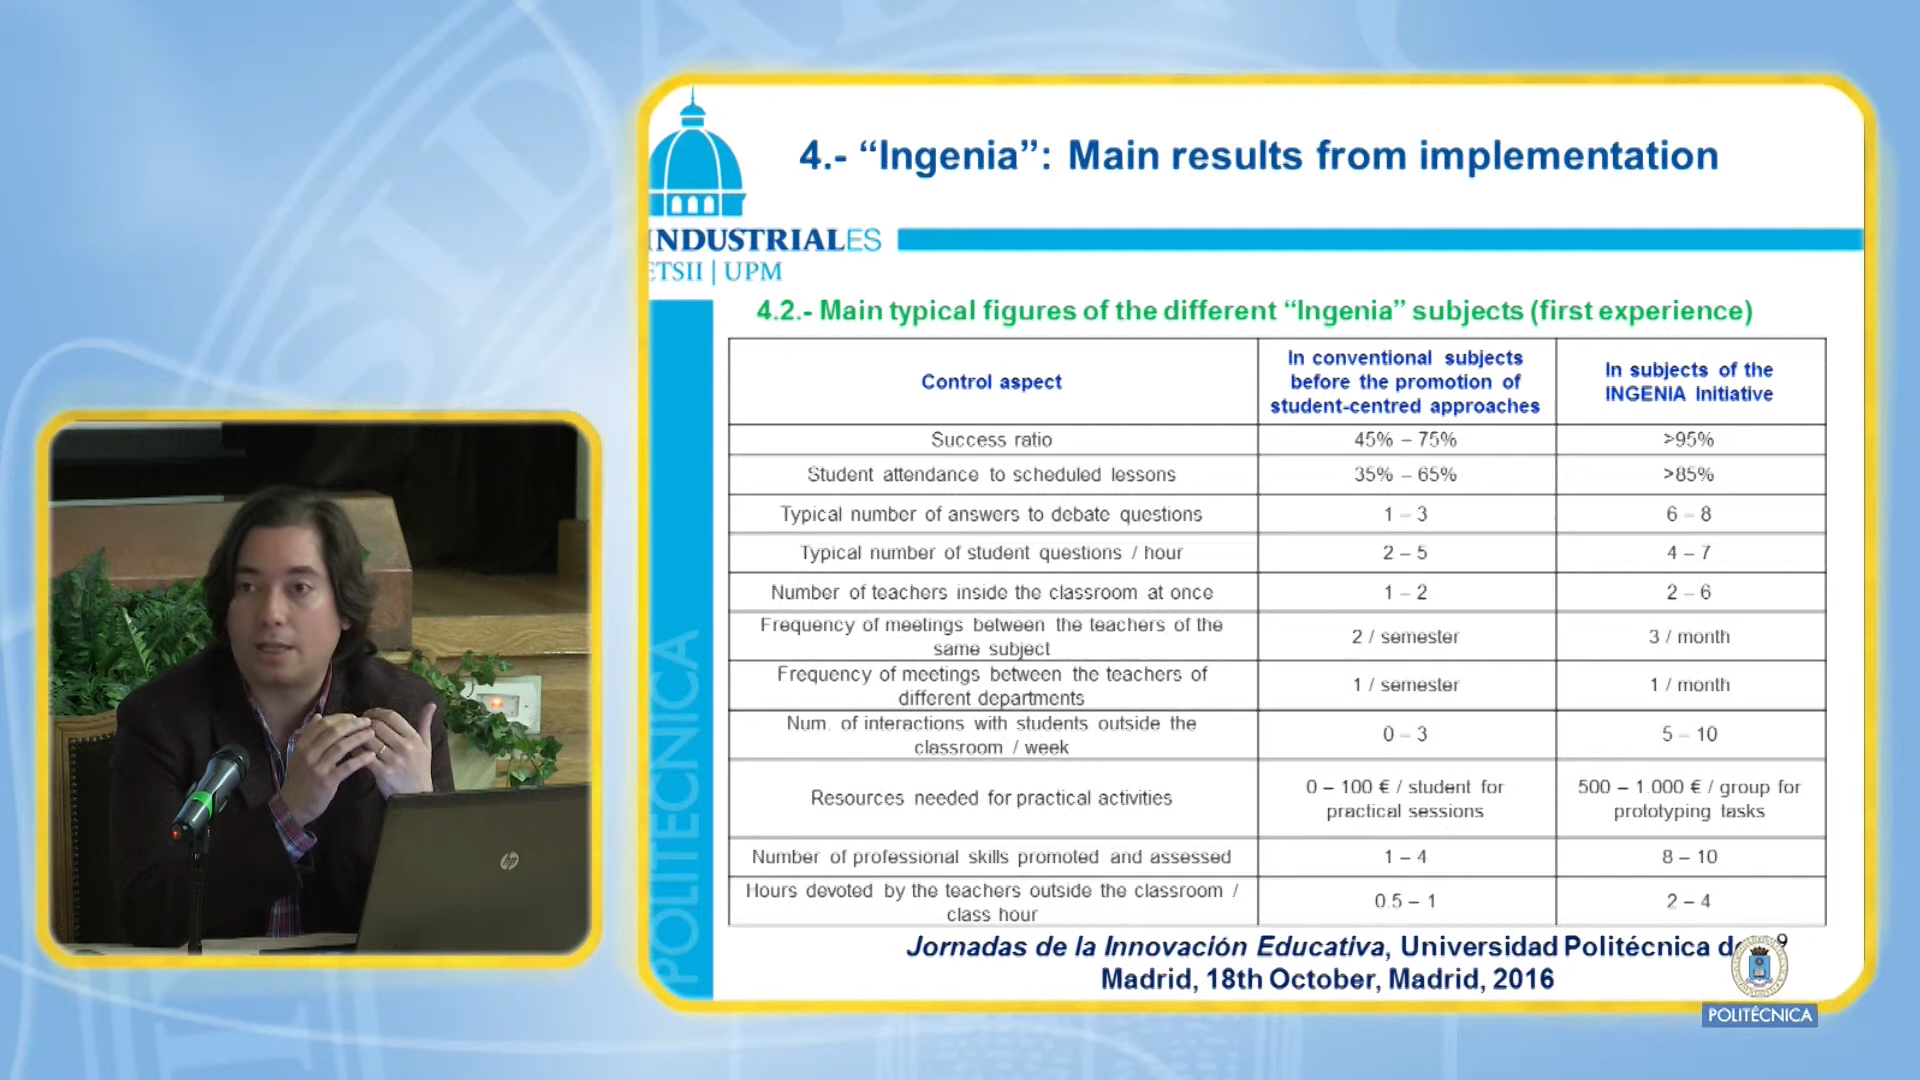 4.- “Ingenia”: Main results from implementation
INDUSTRIALES
ETSII | UPM
4.2.- Main typical figures of the different “Ingenia” subjects (first experience)
Control aspect
In conventional subjects
before the promotion of
student-centred approaches
In subjects of the
INGENIA Initiative
Success ratio
45% – 75%
>95%
Student attendance to scheduled lessons
35% – 65%
>85%
Typical number of answers to debate questions
1 – 3
6 – 8
Typical number of student questions / hour
2 – 5
4 – 7
Number of teachers inside the classroom at once
1 – 2
2 – 6
Frequency of meetings between the teachers of the
same subject
2 / semester
3 / month
Frequency of meetings between the teachers of
different departments
1 / semester
1 / month
Num. of interactions with students outside the
classroom / week
0 – 3
5 – 10
Resources needed for practical activities
0 – 100 € / student for
practical sessions
500 – 1.000 € / group for
prototyping tasks
Number of professional skills promoted and assessed
1 – 4
8 – 10
Hours devoted by the teachers outside the classroom /
class hour
0.5 – 1
2 – 4
Jornadas de la Innovación Educativa, Universidad Politécnica d
Madrid, 18th October, Madrid, 2016
9
POLITÉCNICA
POLITÉCNICA
hp